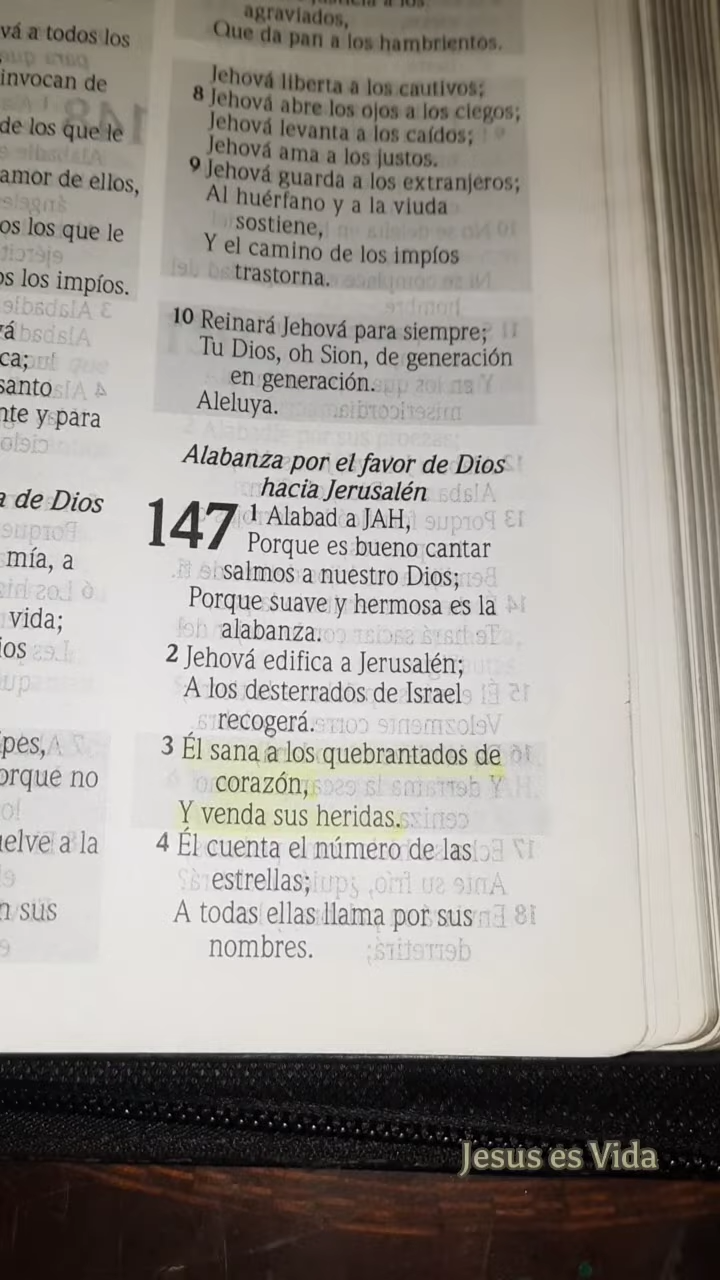 vá a todos los
invocan de
de los que le
amor de ellos,
os los que le
os los impíos.
ca;
santo
nte y para
a de Dios
mía, a
vida;
ios
pes,
orque no
uelve a la
n sus
agraviados,
Que da pan a los hambrientos.
Jehová liberta a los cautivos;
8 Jehová abre los ojos a los ciegos;
Jehová levanta a los caídos;
Jehová ama a los justos.
9 Jehová guarda a los extranjeros;
Al huérfano y a la viuda
sostiene,
Y el camino de los impíos
trastorna.
10 Reinará Jehová para siempre;
Tu Dios, oh Sion, de generación
en generación.
Aleluya.
Alabanza por el favor de Dios
hacia Jerusalén
147 1 Alabad a JAH,
Porque es bueno cantar
salmos a nuestro Dios;
Porque suave y hermosa es la
alabanza.
2 Jehová edifica a Jerusalén;
A los desterrados de Israel
recogerá.
3 Él sana a los quebrantados de
corazón,
Y venda sus heridas.
4 Él cuenta el número de las
estrellas;
A todas ellas llama por sus
nombres.
Jesus es Vida